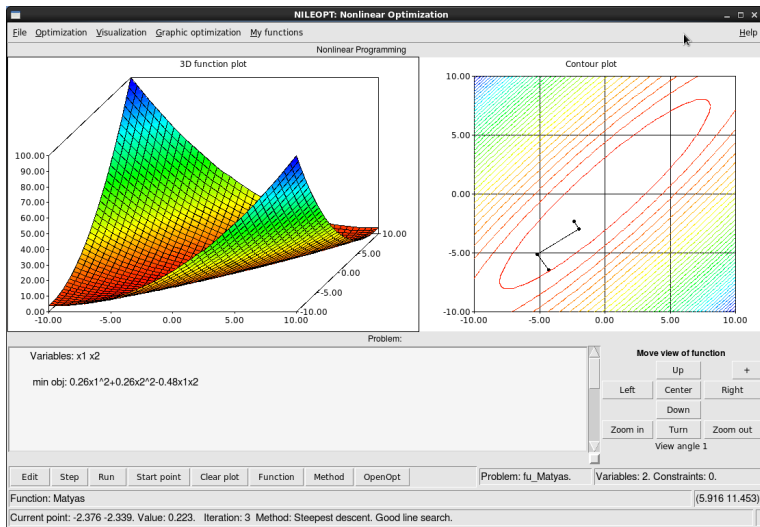 NILEOPT: Nonlinear Optimization
File Optimization Visualization Graphic optimization My functions Help
Nonlinear Programming
3D function plot
100.00
90.00
80.00
70.00
60.00
50.00
40.00
30.00
20.00
10.00
0.00
-10.00 -5.00 0.00 5.00 10.00
-5.00
0.00
5.00
10.00
Contour plot
10.00
5.00
0.00
-5.00
-10.00
-10.00 -5.00 0.00 5.00 10.00
Problem:
Variables: x1 x2
min obj: 0.26x1^2+0.26x2^2-0.48x1x2
Move view of function
Up +
Left Center Right
Down
Zoom in Turn Zoom out
View angle 1
Edit Step Run Start point Clear plot Function Method OpenOpt
Problem: fu_Matyas. Variables: 2. Constraints: 0.
Function: Matyas (5.916 11.453)
Current point: -2.376 -2.339. Value: 0.223. Iteration: 3 Method: Steepest descent. Good line search.